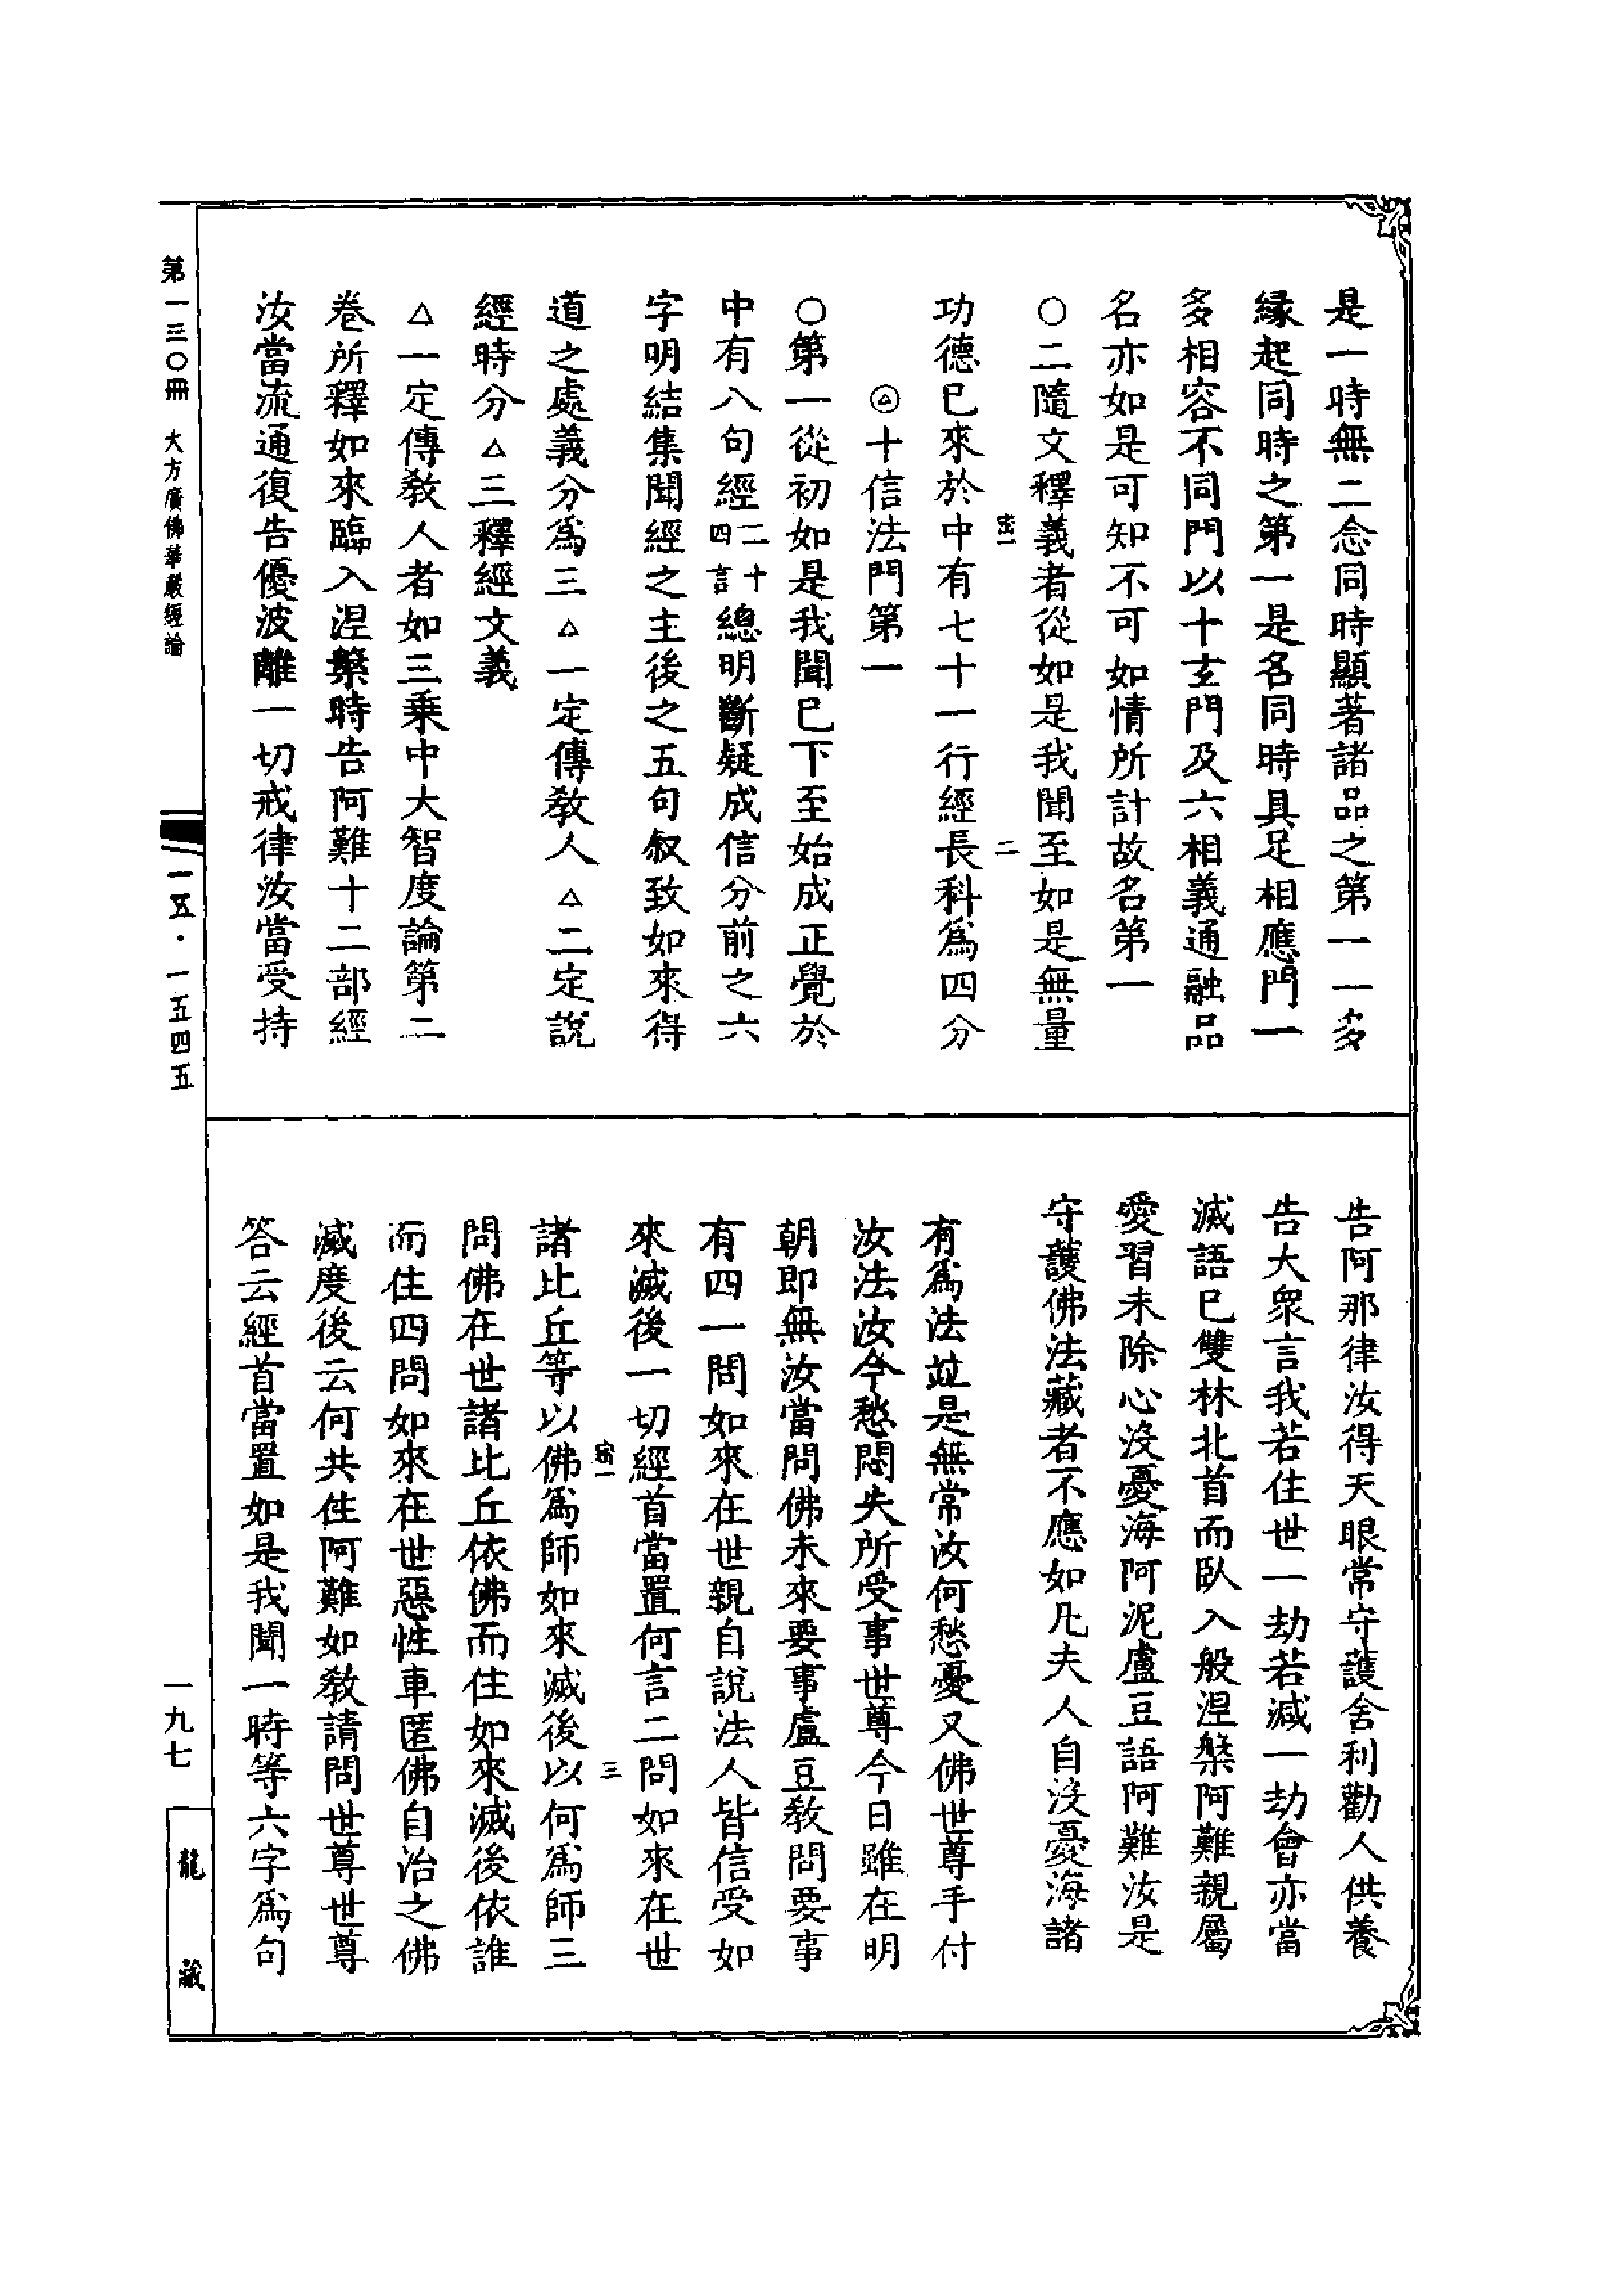 是一時無二念同時顯著諸品之第一一一多
緣起同時之第一是名同時具足相應門一
多相容不同門以十玄門及六相義通融品
名亦如是可知不可如情所計故名第一
○二隨文釋義者從如是我聞至如是無量
二
功德已來於中有七十一行經長科爲四分
◬十信法門第一
○第一從初如是我聞已下至始成正覺於
中有八句經二十四言總明斷疑成信分前之六
字明結集聞經之主後之五句叙致如來得
道之處義分爲三△一定傳教人△二定說
經時分△三釋經文義
△一定傳教人者如三乘中大智度論第二
卷所釋如來臨入涅槃時告阿難十二部經
汝當流通復告優波離一切戒律汝當受持
告阿那律汝得天眼常守護舍利勸人供養
告大衆言我若住世一劫若減一劫會亦當
滅語已雙林北首而臥入般涅槃阿難親屬
愛習未除心沒憂海阿泥盧豆語阿難汝是
守護佛法藏者不應如凡夫人自沒憂海諸
有爲法竝是無常汝何愁憂又佛世尊手付
汝法汝今愁悶失所受事世尊今日雖在明
朝即無汝當問佛未來要事盧豆教問要事
有四一問如來在世親自說法人皆信受如
來滅後一切經首當置何言二問如來在世
三
諸比丘等以佛爲師如來滅後以何爲師三
問佛在世諸比丘依佛而住如來滅後依誰
而住四問如來在世惡性車匿佛自治之佛
滅度後云何共住阿難如教請問世尊世尊
答云經首當置如是我聞一時等六字爲句
第一三〇冊 大方廣佛華嚴經論
一五·一五四五
一九七
龍藏